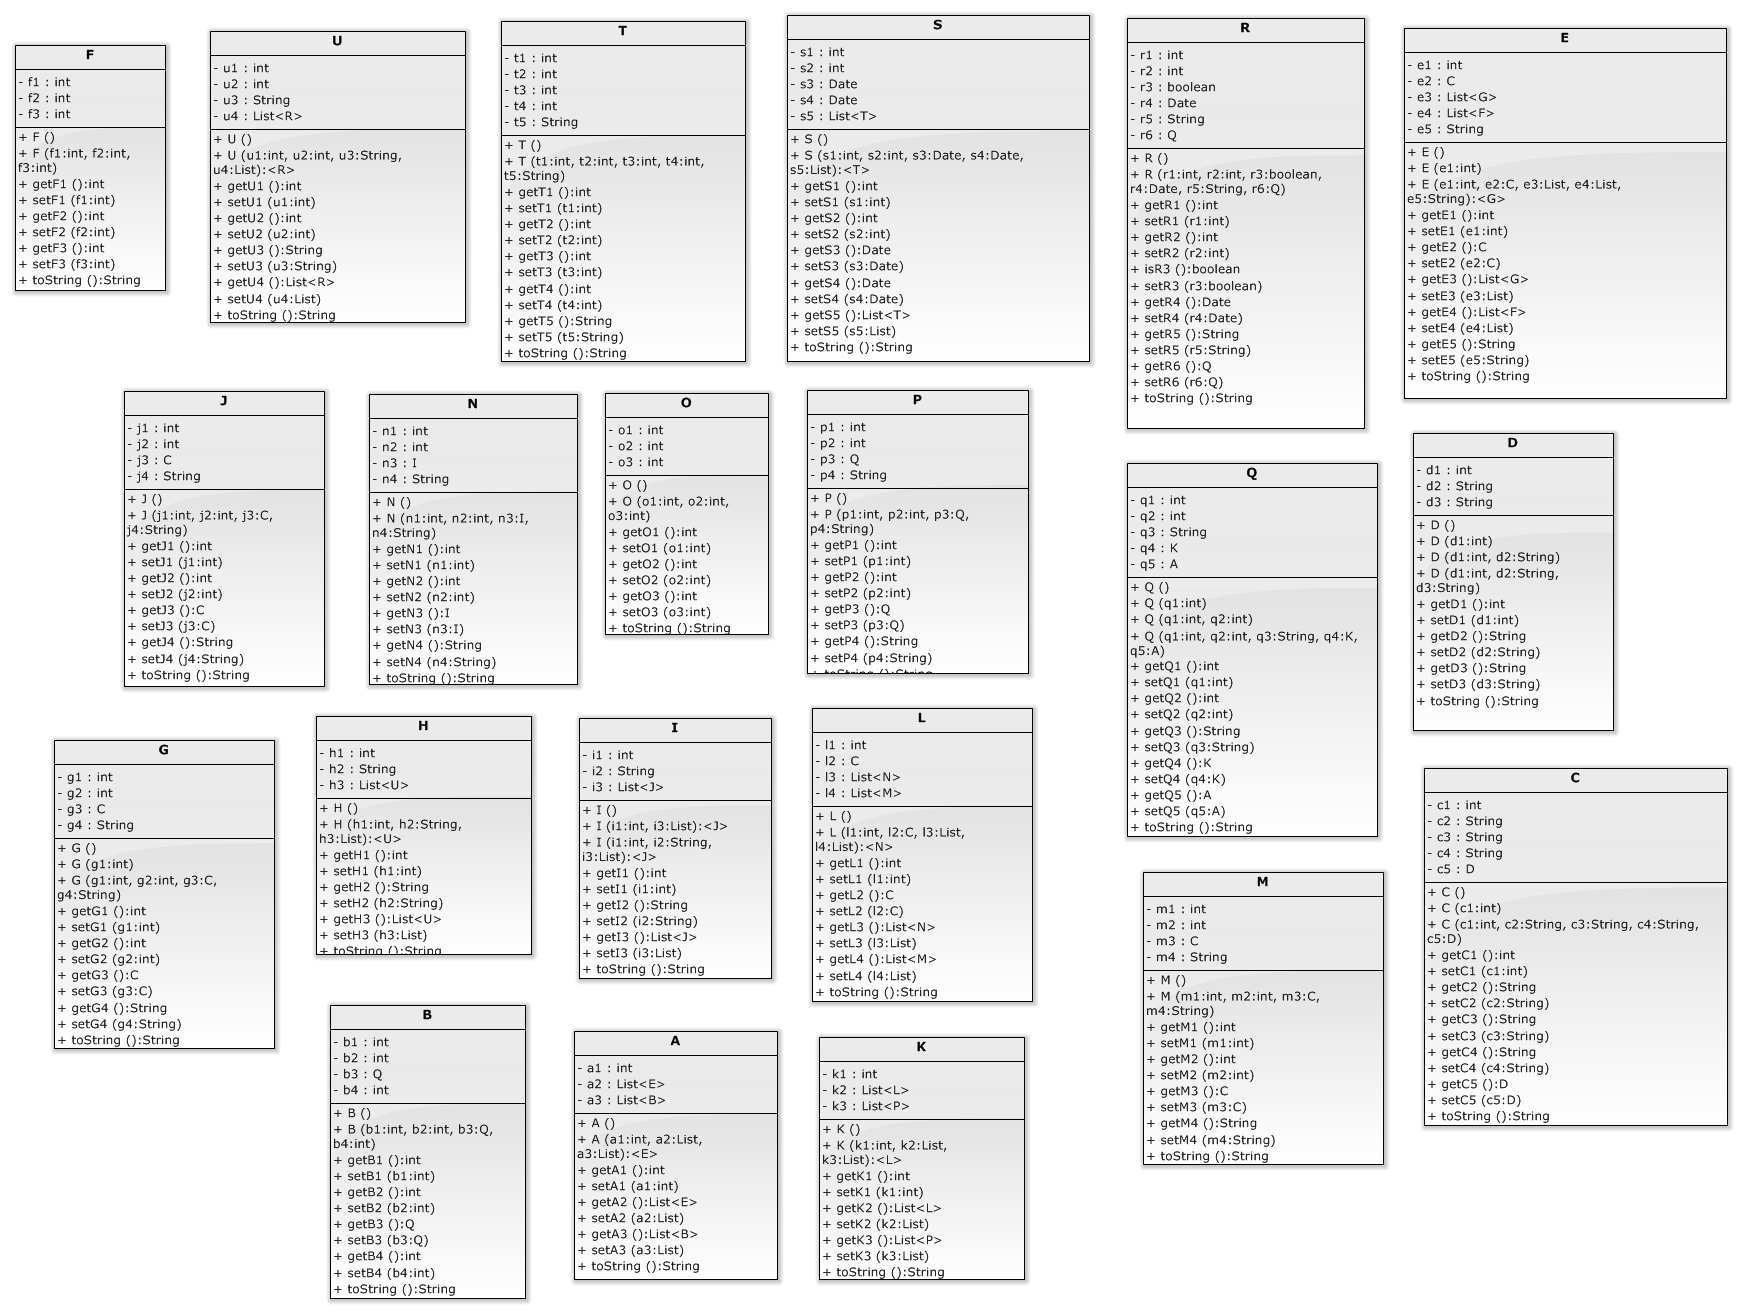 F
- f1 : int
- f2 : int
- f3 : int
+ F ()
+ F (f1:int, f2:int,
f3:int)
+ getF1 ():int
+ setF1 (f1:int)
+ getF2 ():int
+ setF2 (f2:int)
+ getF3 ():int
+ setF3 (f3:int)
+ toString ():String
U
- u1 : int
- u2 : int
- u3 : String
- u4 : List<R>
+ U ()
+ U (u1:int, u2:int, u3:String,
u4:List):<R>
+ getU1 ():int
+ setU1 (u1:int)
+ getU2 ():int
+ setU2 (u2:int)
+ getU3 ():String
+ setU3 (u3:String)
+ getU4 ():List<R>
+ setU4 (u4:List)
+ toString ():String
T
- t1 : int
- t2 : int
- t3 : int
- t4 : int
- t5 : String
+ T ()
+ T (t1:int, t2:int, t3:int, t4:int,
t5:String)
+ getT1 ():int
+ setT1 (t1:int)
+ getT2 ():int
+ setT2 (t2:int)
+ getT3 ():int
+ setT3 (t3:int)
+ getT4 ():int
+ setT4 (t4:int)
+ getT5 ():String
+ setT5 (t5:String)
+ toString ():String
S
- s1 : int
- s2 : int
- s3 : Date
- s4 : Date
- s5 : List<T>
+ S ()
+ S (s1:int, s2:int, s3:Date, s4:Date,
s5:List):<T>
+ getS1 ():int
+ setS1 (s1:int)
+ getS2 ():int
+ setS2 (s2:int)
+ getS3 ():Date
+ setS3 (s3:Date)
+ getS4 ():Date
+ setS4 (s4:Date)
+ getS5 ():List<T>
+ setS5 (s5:List)
+ toString ():String
R
- r1 : int
- r2 : int
- r3 : boolean
- r4 : Date
- r5 : String
- r6 : Q
+ R ()
+ R (r1:int, r2:int, r3:boolean,
r4:Date, r5:String, r6:Q)
+ getR1 ():int
+ setR1 (r1:int)
+ getR2 ():int
+ setR2 (r2:int)
+ isR3 ():boolean
+ setR3 (r3:boolean)
+ getR4 ():Date
+ setR4 (r4:Date)
+ getR5 ():String
+ setR5 (r5:String)
+ getR6 ():Q
+ setR6 (r6:Q)
+ toString ():String
E
- e1 : int
- e2 : C
- e3 : List<G>
- e4 : List<F>
- e5 : String
+ E ()
+ E (e1:int)
+ E (e1:int, e2:C, e3:List, e4:List,
e5:String):<G>
+ getE1 ():int
+ setE1 (e1:int)
+ getE2 ():C
+ setE2 (e2:C)
+ getE3 ():List<G>
+ setE3 (e3:List)
+ getE4 ():List<F>
+ setE4 (e4:List)
+ getE5 ():String
+ setE5 (e5:String)
+ toString ():String
J
- j1 : int
- j2 : int
- j3 : C
- j4 : String
+ J ()
+ J (j1:int, j2:int, j3:C,
j4:String)
+ getJ1 ():int
+ setJ1 (j1:int)
+ getJ2 ():int
+ setJ2 (j2:int)
+ getJ3 ():C
+ setJ3 (j3:C)
+ getJ4 ():String
+ setJ4 (j4:String)
+ toString ():String
N
- n1 : int
- n2 : int
- n3 : I
- n4 : String
+ N ()
+ N (n1:int, n2:int, n3:I,
n4:String)
+ getN1 ():int
+ setN1 (n1:int)
+ getN2 ():int
+ setN2 (n2:int)
+ getN3 ():I
+ setN3 (n3:I)
+ getN4 ():String
+ setN4 (n4:String)
+ toString ():String
O
- o1 : int
- o2 : int
- o3 : int
+ O ()
+ O (o1:int, o2:int,
o3:int)
+ getO1 ():int
+ setO1 (o1:int)
+ getO2 ():int
+ setO2 (o2:int)
+ getO3 ():int
+ setO3 (o3:int)
+ toString ():String
P
- p1 : int
- p2 : int
- p3 : Q
- p4 : String
+ P ()
+ P (p1:int, p2:int, p3:Q,
p4:String)
+ getP1 ():int
+ setP1 (p1:int)
+ getP2 ():int
+ setP2 (p2:int)
+ getP3 ():Q
+ setP3 (p3:Q)
+ getP4 ():String
+ setP4 (p4:String)
+ toString ():String
Q
- q1 : int
- q2 : int
- q3 : String
- q4 : K
- q5 : A
+ Q ()
+ Q (q1:int)
+ Q (q1:int, q2:int)
+ Q (q1:int, q2:int, q3:String, q4:K,
q5:A)
+ getQ1 ():int
+ setQ1 (q1:int)
+ getQ2 ():int
+ setQ2 (q2:int)
+ getQ3 ():String
+ setQ3 (q3:String)
+ getQ4 ():K
+ setQ4 (q4:K)
+ getQ5 ():A
+ setQ5 (q5:A)
+ toString ():String
D
- d1 : int
- d2 : String
- d3 : String
+ D ()
+ D (d1:int)
+ D (d1:int, d2:String)
+ D (d1:int, d2:String,
d3:String)
+ getD1 ():int
+ setD1 (d1:int)
+ getD2 ():String
+ setD2 (d2:String)
+ getD3 ():String
+ setD3 (d3:String)
+ toString ():String
G
- g1 : int
- g2 : int
- g3 : C
- g4 : String
+ G ()
+ G (g1:int)
+ G (g1:int, g2:int, g3:C,
g4:String)
+ getG1 ():int
+ setG1 (g1:int)
+ getG2 ():int
+ setG2 (g2:int)
+ getG3 ():C
+ setG3 (g3:C)
+ getG4 ():String
+ setG4 (g4:String)
+ toString ():String
H
- h1 : int
- h2 : String
- h3 : List<U>
+ H ()
+ H (h1:int, h2:String,
h3:List):<U>
+ getH1 ():int
+ setH1 (h1:int)
+ getH2 ():String
+ setH2 (h2:String)
+ getH3 ():List<U>
+ setH3 (h3:List)
+ toString ():String
I
- i1 : int
- i2 : String
- i3 : List<J>
+ I ()
+ I (i1:int, i3:List):<J>
+ I (i1:int, i2:String,
i3:List):<J>
+ getI1 ():int
+ setI1 (i1:int)
+ getI2 ():String
+ setI2 (i2:String)
+ getI3 ():List<J>
+ setI3 (i3:List)
+ toString ():String
L
- l1 : int
- l2 : C
- l3 : List<N>
- l4 : List<M>
+ L ()
+ L (l1:int, l2:C, l3:List,
l4:List):<N>
+ getL1 ():int
+ setL1 (l1:int)
+ getL2 ():C
+ setL2 (l2:C)
+ getL3 ():List<N>
+ setL3 (l3:List)
+ getL4 ():List<M>
+ setL4 (l4:List)
+ toString ():String
M
- m1 : int
- m2 : int
- m3 : C
- m4 : String
+ M ()
+ M (m1:int, m2:int, m3:C,
m4:String)
+ getM1 ():int
+ setM1 (m1:int)
+ getM2 ():int
+ setM2 (m2:int)
+ getM3 ():C
+ setM3 (m3:C)
+ getM4 ():String
+ setM4 (m4:String)
+ toString ():String
C
- c1 : int
- c2 : String
- c3 : String
- c4 : String
- c5 : D
+ C ()
+ C (c1:int)
+ C (c1:int, c2:String, c3:String, c4:String,
c5:D)
+ getC1 ():int
+ setC1 (c1:int)
+ getC2 ():String
+ setC2 (c2:String)
+ getC3 ():String
+ setC3 (c3:String)
+ getC4 ():String
+ setC4 (c4:String)
+ getC5 ():D
+ setC5 (c5:D)
+ toString ():String
B
- b1 : int
- b2 : int
- b3 : Q
- b4 : int
+ B ()
+ B (b1:int, b2:int, b3:Q,
b4:int)
+ getB1 ():int
+ setB1 (b1:int)
+ getB2 ():int
+ setB2 (b2:int)
+ getB3 ():Q
+ setB3 (b3:Q)
+ getB4 ():int
+ setB4 (b4:int)
+ toString ():String
A
- a1 : int
- a2 : List<E>
- a3 : List<B>
+ A ()
+ A (a1:int, a2:List,
a3:List):<E>
+ getA1 ():int
+ setA1 (a1:int)
+ getA2 ():List<E>
+ setA2 (a2:List)
+ getA3 ():List<B>
+ setA3 (a3:List)
+ toString ():String
K
- k1 : int
- k2 : List<L>
- k3 : List<P>
+ K ()
+ K (k1:int, k2:List,
k3:List):<L>
+ getK1 ():int
+ setK1 (k1:int)
+ getK2 ():List<L>
+ setK2 (k2:List)
+ getK3 ():List<P>
+ setK3 (k3:List)
+ toString ():String